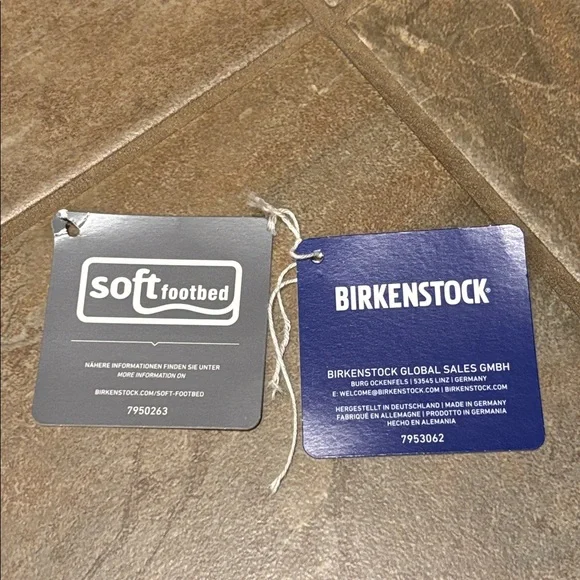 soft footbed
NÄHERE INFORMATIONEN FINDEN SIE UNTER
MORE INFORMATION ON
BIRKENSTOCK.COM/SOFT-FOOTBED
7950263
BIRKENSTOCK®
BIRKENSTOCK GLOBAL SALES GMBH
BURG OCKENFELS | 53545 LINZ | GERMANY
E: WELCOME@BIRKENSTOCK.COM | BIRKENSTOCK.COM
HERGESTELLT IN DEUTSCHLAND | MADE IN GERMANY
FABRIQUÉ EN ALLEMAGNE | PRODOTTO IN GERMANIA
HECHO EN ALEMANIA
7953062